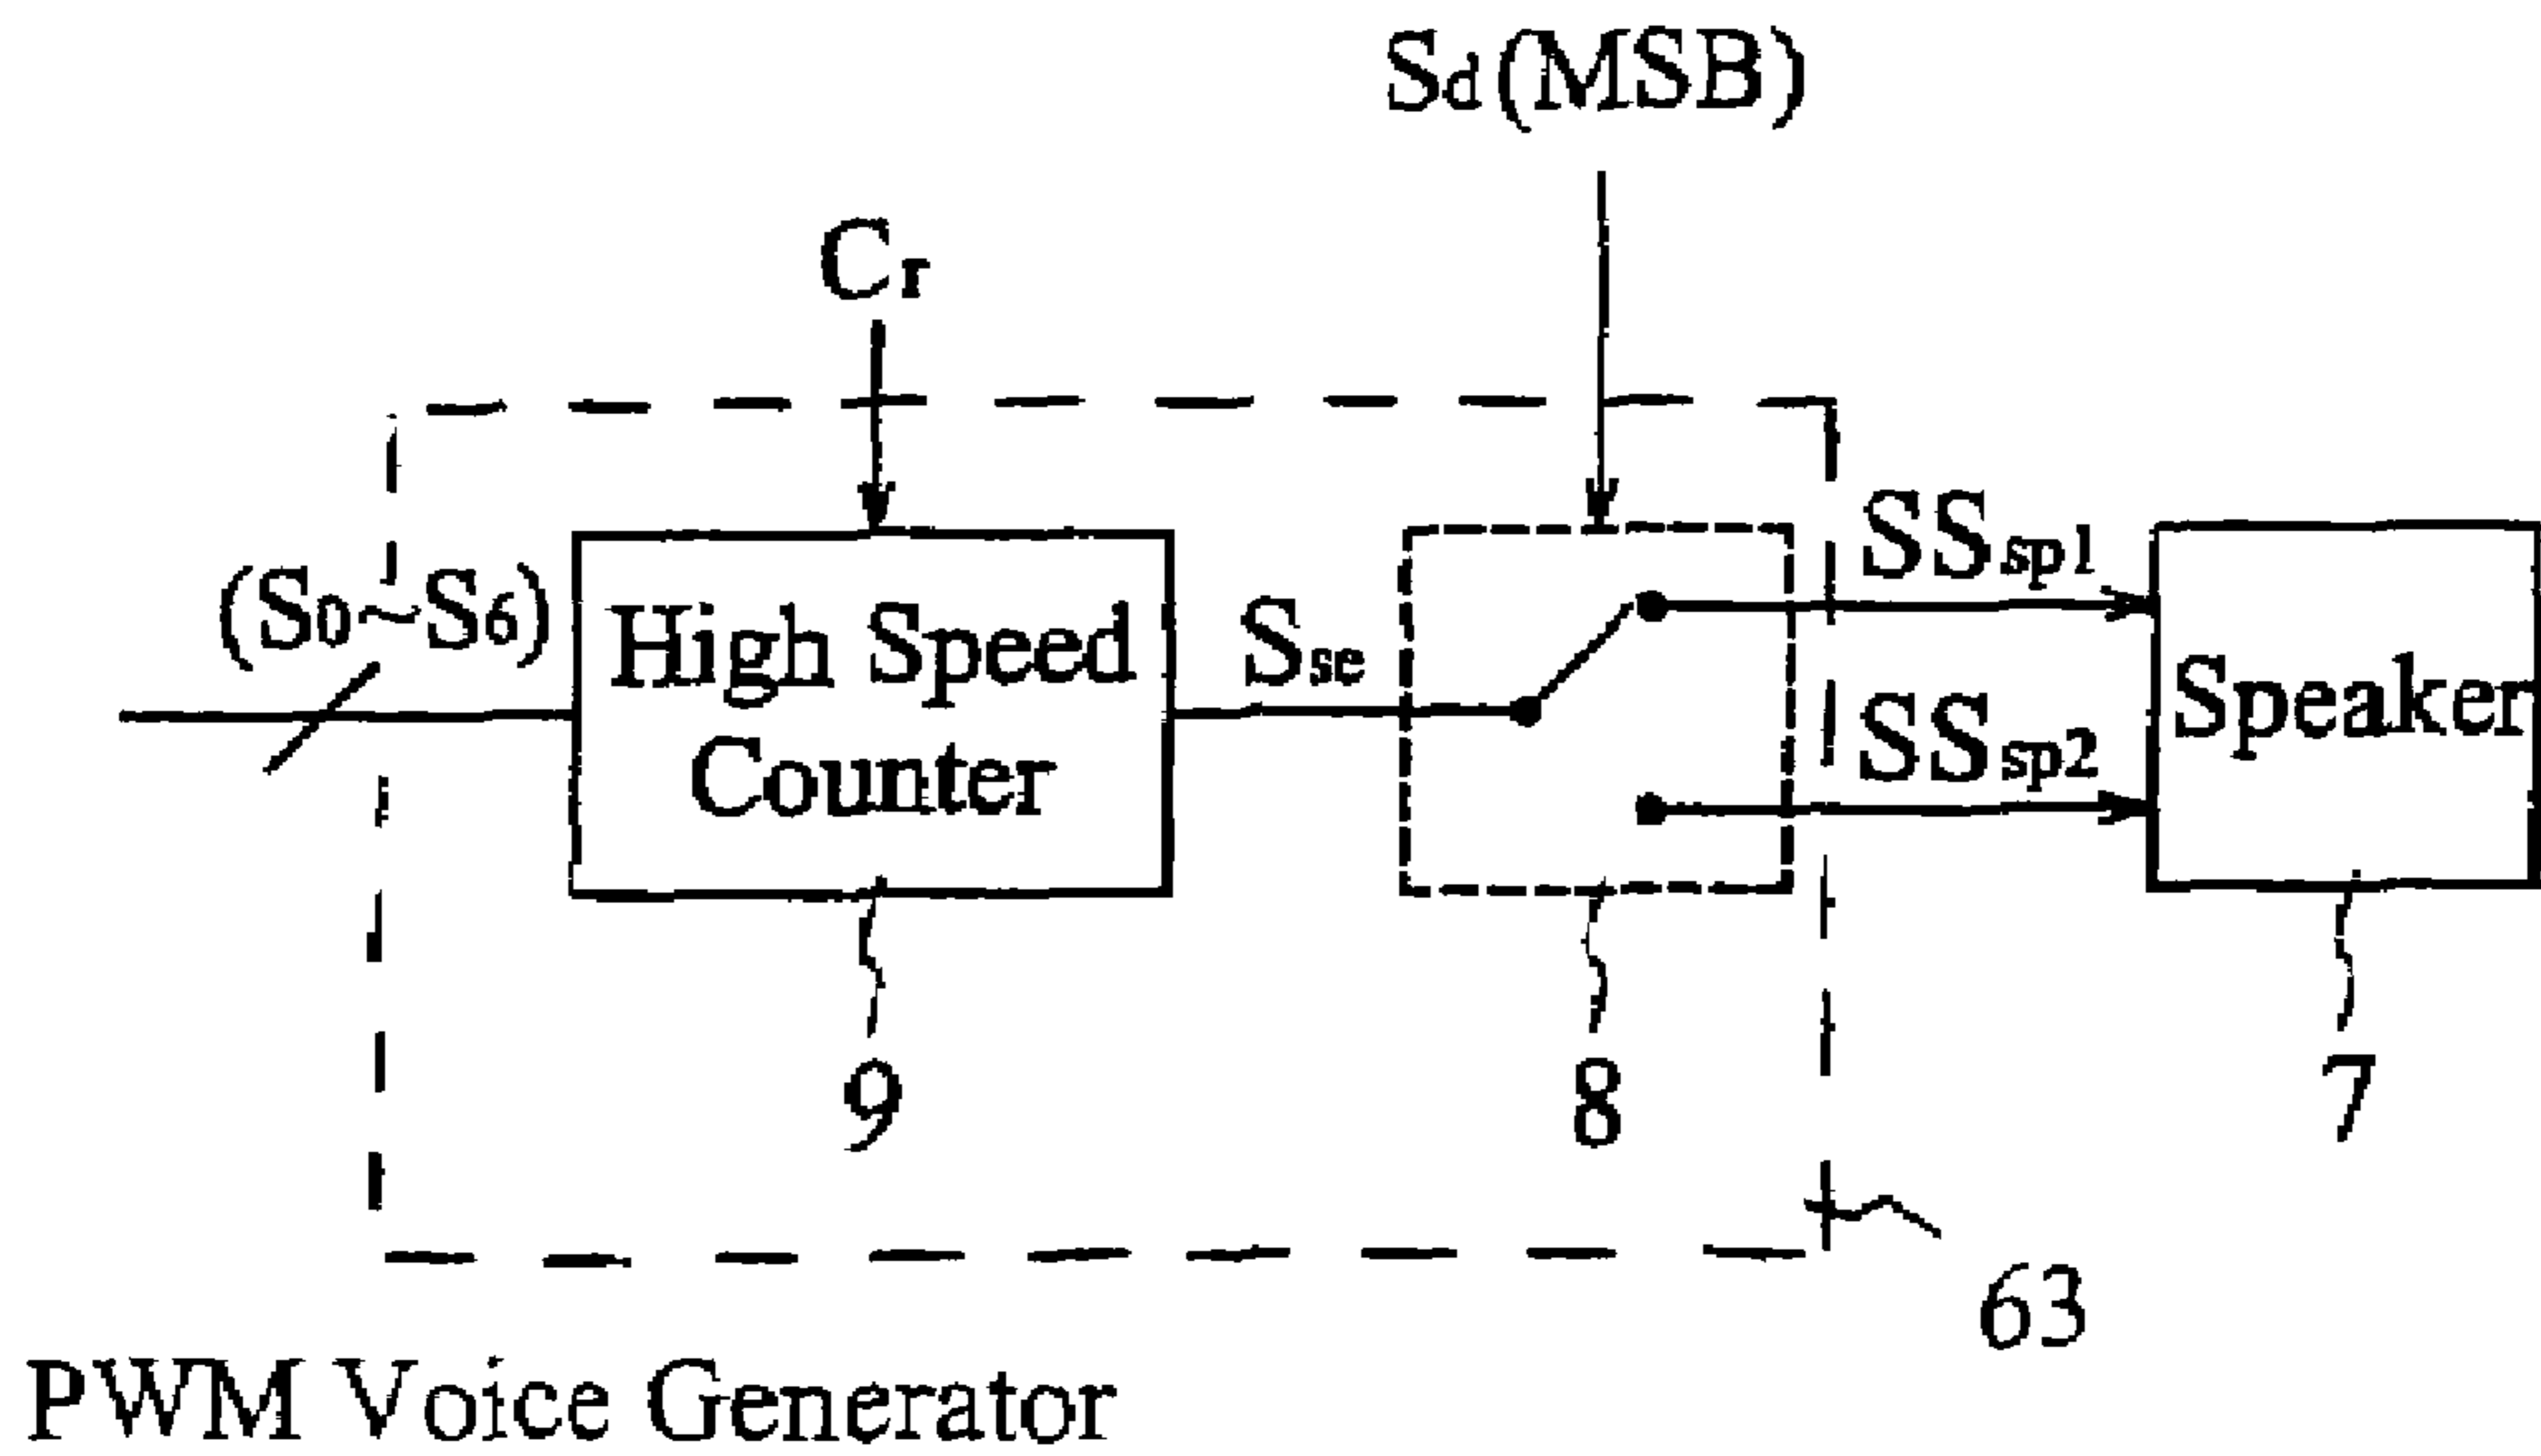 Sd(MSB)
Cr
(S0~S6)
High Speed
Counter
Sse
SSsp1
SSsp2
Speaker
9
8
7
63
PWM Voice Generator